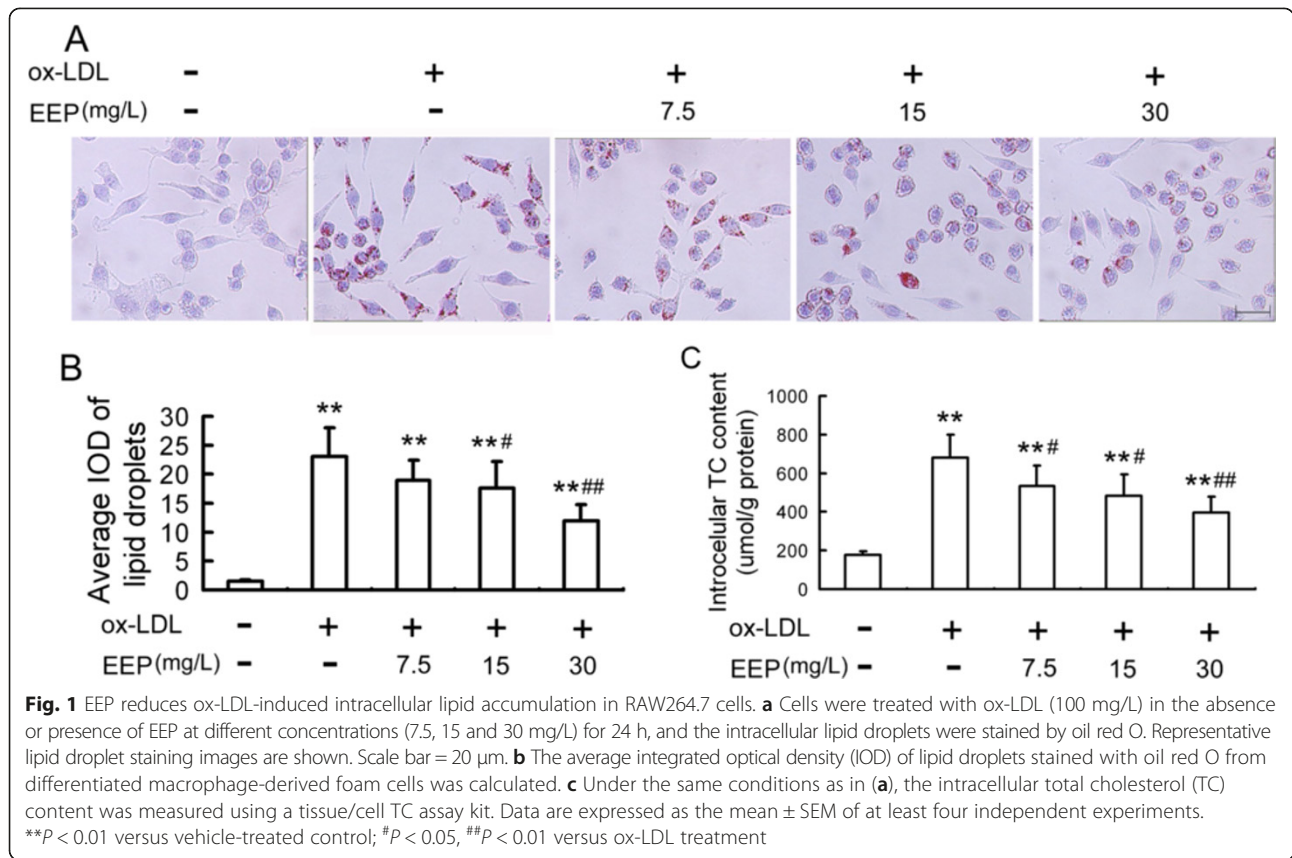 A
ox-LDL - + + + +
EEP(mg/L) - - 7.5 15 30
B
Average IOD of
lipid droplets
30
25
20
15
10
5
0
** ** **# **##
ox-LDL - + + + +
EEP(mg/L) - - 7.5 15 30
C
Introcelular TC content
(umol/g protein)
1000
800
600
400
200
0
** **# **# **##
ox-LDL - + + + +
EEP(mg/L) - - 7.5 15 30
Fig. 1 EEP reduces ox-LDL-induced intracellular lipid accumulation in RAW264.7 cells. a Cells were treated with ox-LDL (100 mg/L) in the absence
or presence of EEP at different concentrations (7.5, 15 and 30 mg/L) for 24 h, and the intracellular lipid droplets were stained by oil red O. Representative
lipid droplet staining images are shown. Scale bar = 20 μm. b The average integrated optical density (IOD) of lipid droplets stained with oil red O from
differentiated macrophage-derived foam cells was calculated. c Under the same conditions as in (a), the intracellular total cholesterol (TC)
content was measured using a tissue/cell TC assay kit. Data are expressed as the mean ± SEM of at least four independent experiments.
**P < 0.01 versus vehicle-treated control; #P < 0.05, ##P < 0.01 versus ox-LDL treatment